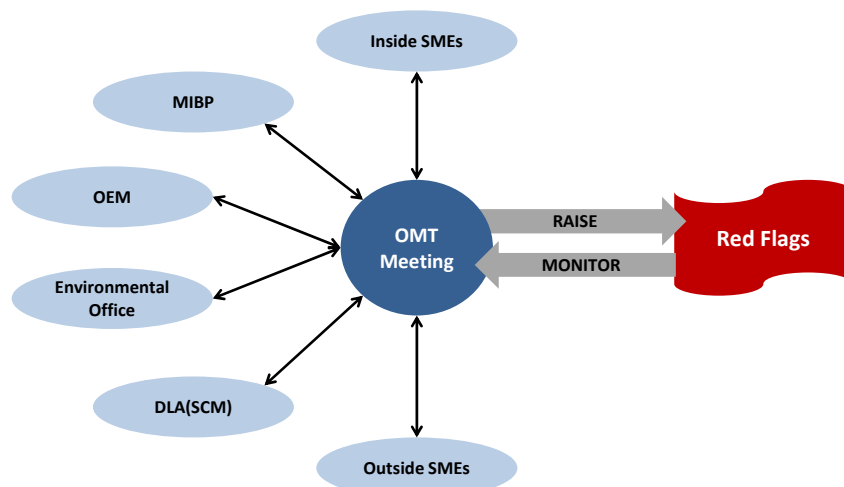 Inside SMEs
MIBP
OEM
OMT
Meeting
RAISE
MONITOR
Red Flags
Environmental
Office
DLA(SCM)
Outside SMEs